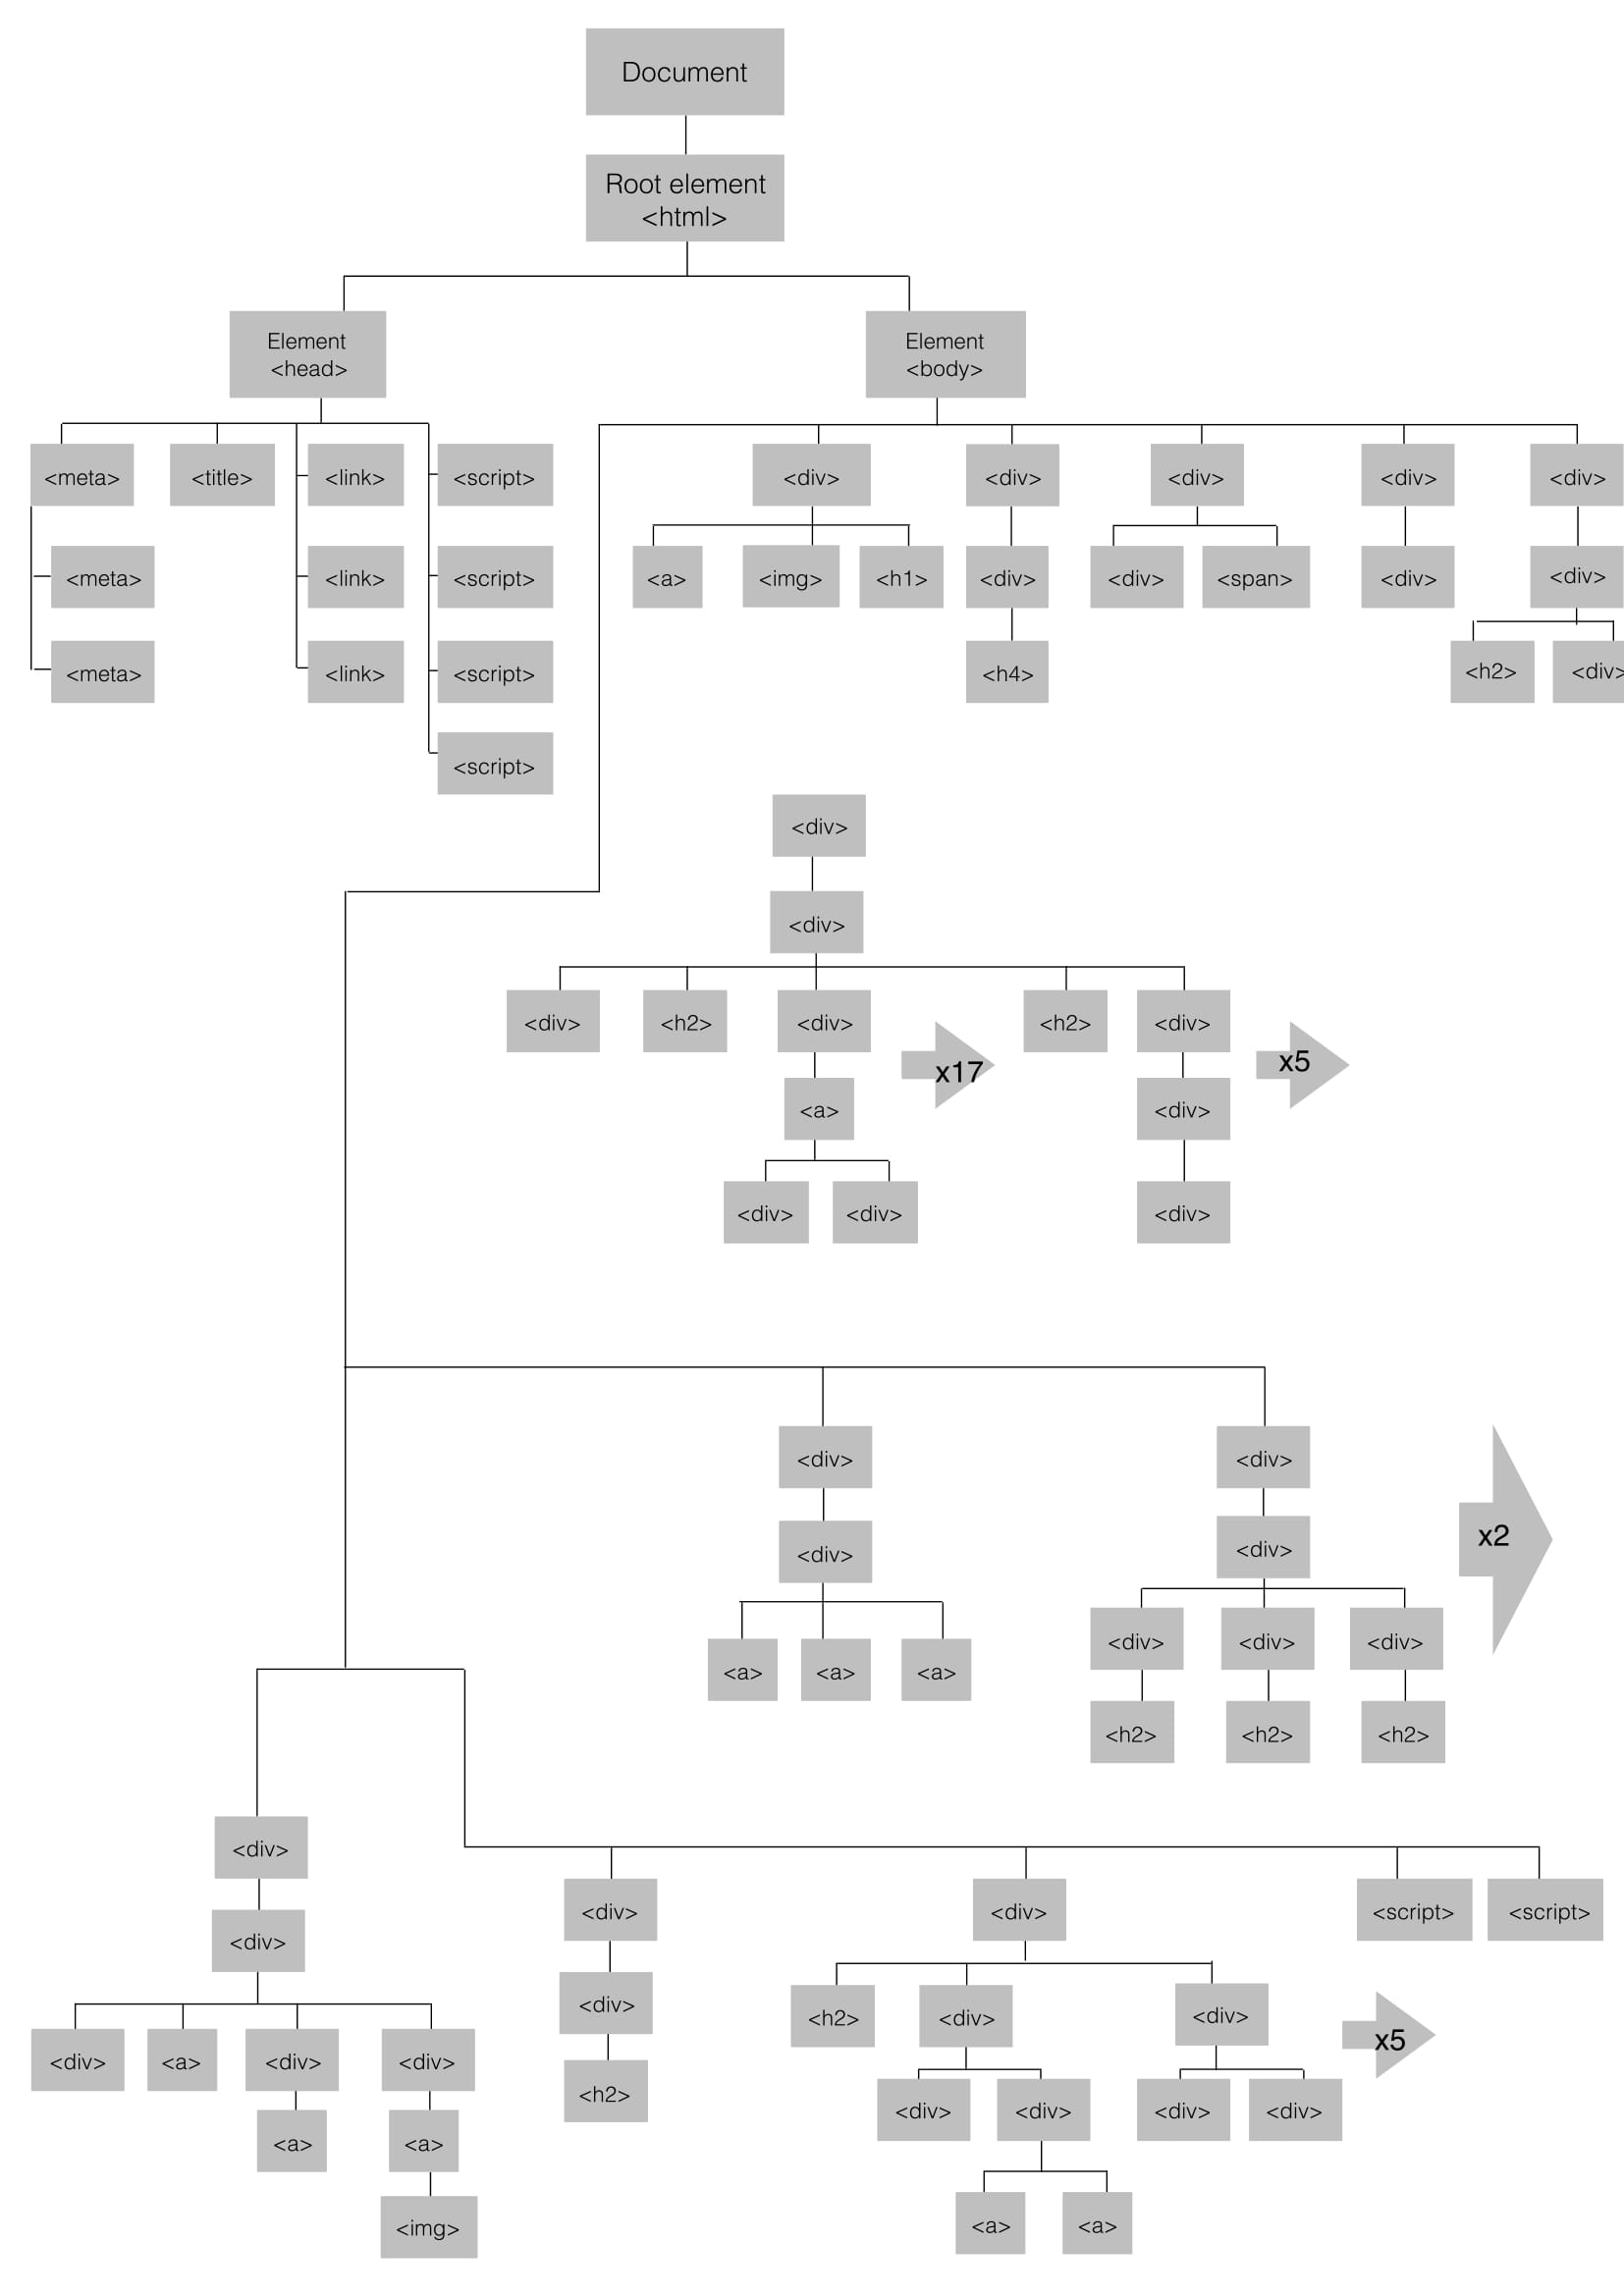 Document
Root element
<html>
Element
<head>
Element
<body>
<meta>
<title>
<link>
<script>
<div>
<div>
<div>
<div>
<div>
<meta>
<link>
<script>
<a>
<img>
<h1>
<div>
<div>
<span>
<div>
<div>
<meta>
<link>
<script>
<h4>
<h2>
<div>
<script>
<div>
<div>
<div>
<h2>
<div>
<h2>
<div>
x17
x5
<a>
<div>
<div>
<div>
<div>
<div>
<div>
<div>
<div>
x2
<div>
<div>
<div>
<a>
<a>
<a>
<h2>
<h2>
<h2>
<div>
<div>
<div>
<script>
<script>
<div>
<div>
<h2>
<div>
<div>
x5
<div>
<a>
<div>
<div>
<h2>
<div>
<div>
<div>
<div>
<a>
<a>
<img>
<a>
<a>